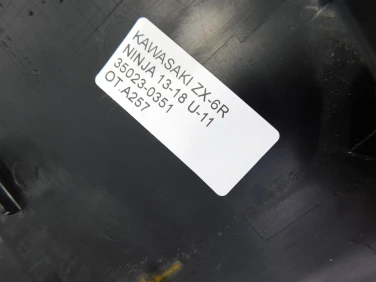 KAWASAKI ZX-6R
NINJA 13-18 U-11
35023-0351
OT.A257